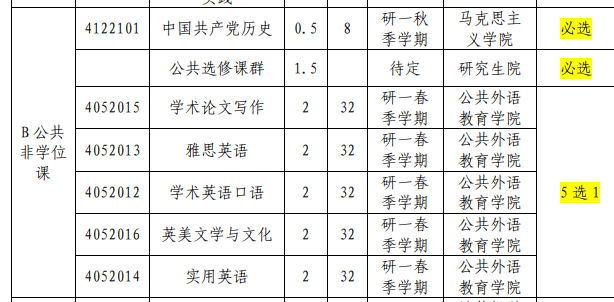 4122101 中国共产党历史 0.5 8 研一秋季学期 马克思主义学院 必选
公共选修课群 1.5 待定 研究生院 必选
B 公共非学位课
4052015 学术论文写作 2 32 研一春季学期 公共外语教育学院
4052013 雅思英语 2 32 研一春季学期 公共外语教育学院
4052012 学术英语口语 2 32 研一春季学期 公共外语教育学院 5 选 1
4052016 英美文学与文化 2 32 研一春季学期 公共外语教育学院
4052014 实用英语 2 32 研一春季学期 公共外语教育学院